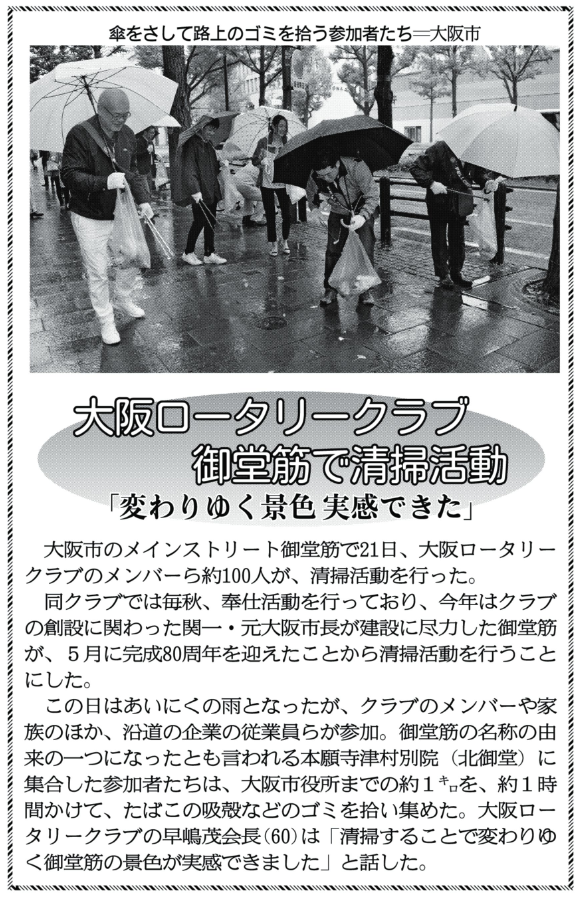 傘をさして路上のゴミを拾う参加者たち＝大阪市
大阪ロータリークラブ
御堂筋で清掃活動
「変わりゆく景色 実感できた」
大阪市のメインストリート御堂筋で21日、大阪ロータリー
クラブのメンバーら約100人が、清掃活動を行った。
同クラブでは毎秋、奉仕活動を行っており、今年はクラブ
の創設に関わった関一・元大阪市長が建設に尽力した御堂筋
が、５月に完成80周年を迎えたことから清掃活動を行うこと
にした。
この日はあいにくの雨となったが、クラブのメンバーや家
族のほか、沿道の企業の従業員らが参加。御堂筋の名称の由
来の一つになったとも言われる本願寺津村別院（北御堂）に
集合した参加者たちは、大阪市役所までの約１㌔を、約１時
間かけて、たばこの吸殻などのゴミを拾い集めた。大阪ロー
タリークラブの早嶋茂会長(60)は「清掃することで変わりゆ
く御堂筋の景色が実感できました」と話した。